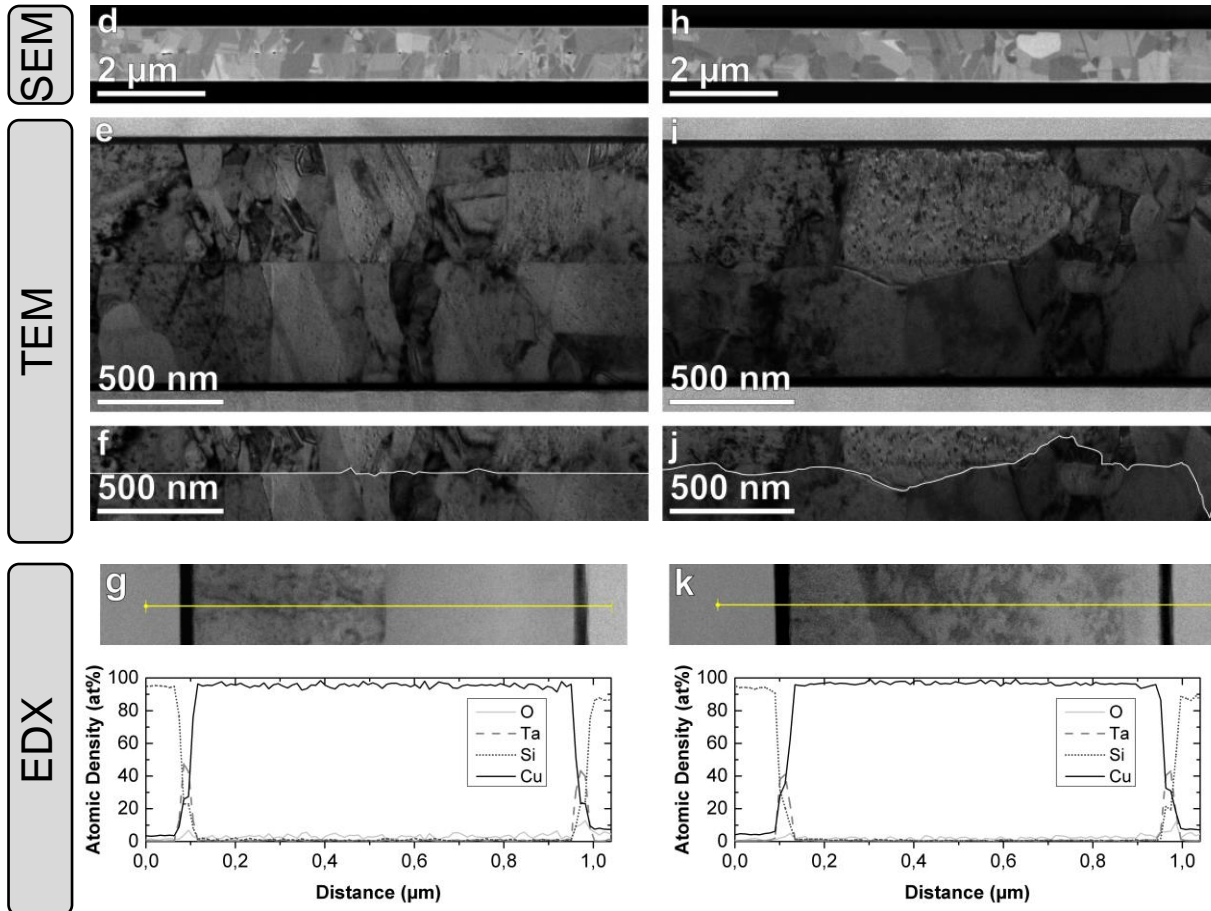 SEM
d
2 µm
h
2 µm
TEM
e
500 nm
i
500 nm
f
500 nm
j
500 nm
EDX
g
k
Atomic Density (at%)
100
80
60
40
20
0
O
Ta
Si
Cu
0,0 0,2 0,4 0,6 0,8 1,0
Distance (µm)
Atomic Density (at%)
100
80
60
40
20
0
O
Ta
Si
Cu
0,0 0,2 0,4 0,6 0,8 1,0
Distance (µm)